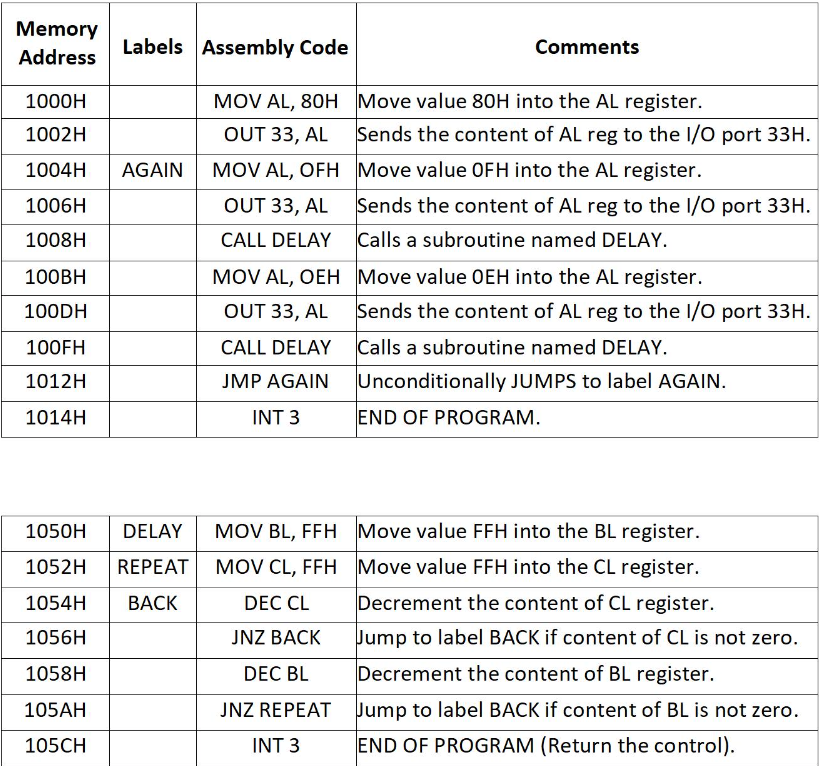 Memory Address Labels Assembly Code Comments
1000H MOV AL, 80H Move value 80H into the AL register.
1002H OUT 33, AL Sends the content of AL reg to the I/O port 33H.
1004H AGAIN MOV AL, OFH Move value 0FH into the AL register.
1006H OUT 33, AL Sends the content of AL reg to the I/O port 33H.
1008H CALL DELAY Calls a subroutine named DELAY.
100BH MOV AL, OEH Move value 0EH into the AL register.
100DH OUT 33, AL Sends the content of AL reg to the I/O port 33H.
100FH CALL DELAY Calls a subroutine named DELAY.
1012H JMP AGAIN Unconditionally JUMPS to label AGAIN.
1014H INT 3 END OF PROGRAM.
1050H DELAY MOV BL, FFH Move value FFH into the BL register.
1052H REPEAT MOV CL, FFH Move value FFH into the CL register.
1054H BACK DEC CL Decrement the content of CL register.
1056H JNZ BACK Jump to label BACK if content of CL is not zero.
1058H DEC BL Decrement the content of BL register.
105AH JNZ REPEAT Jump to label BACK if content of BL is not zero.
105CH INT 3 END OF PROGRAM (Return the control).